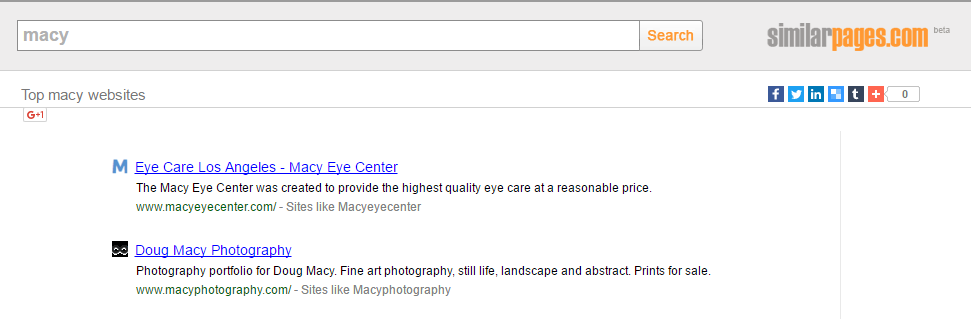 macy
Search
similarpages.com beta
Top macy websites
0
G+1
M Eye Care Los Angeles - Macy Eye Center
The Macy Eye Center was created to provide the highest quality eye care at a reasonable price.
www.macyeyecenter.com/ - Sites like Macyeyecenter
Doug Macy Photography
Photography portfolio for Doug Macy. Fine art photography, still life, landscape and abstract. Prints for sale.
www.macyphotography.com/ - Sites like Macyphotography